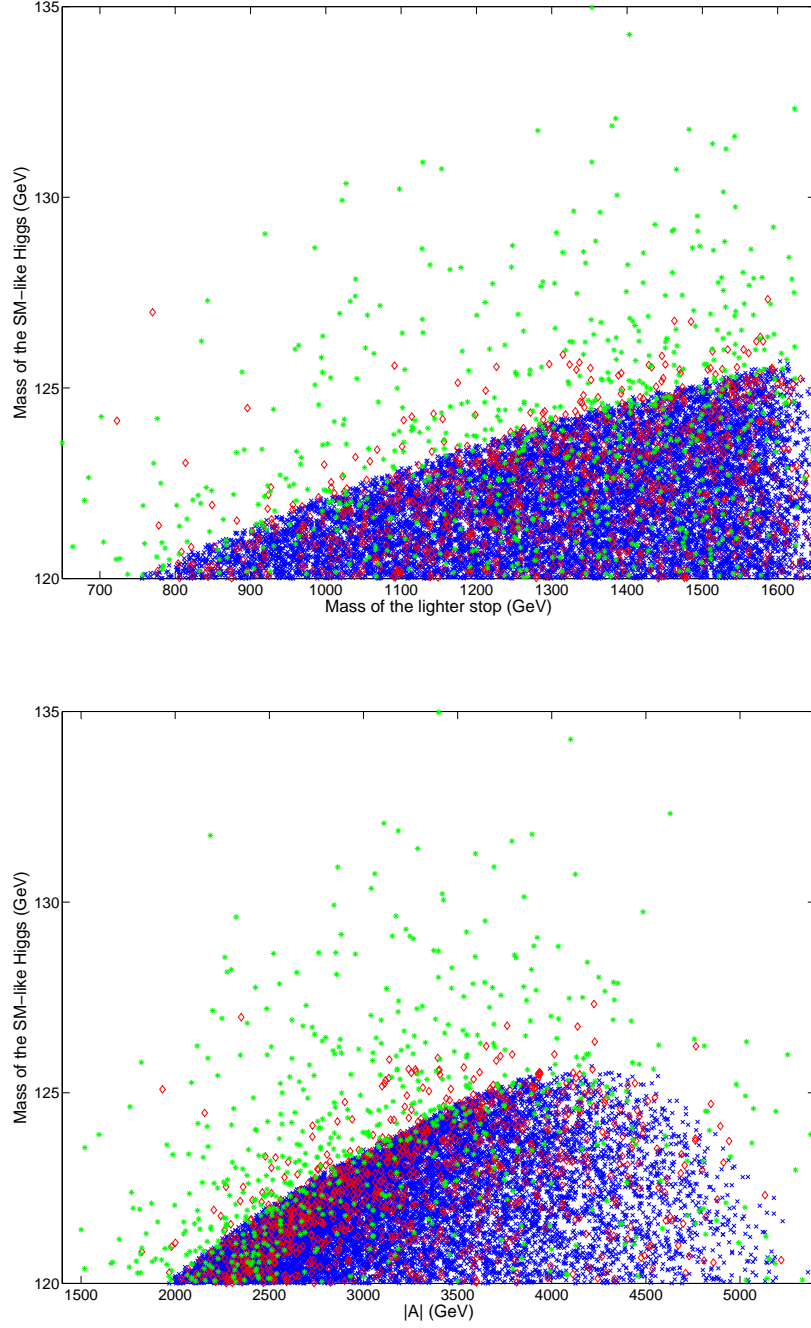 135
130
125
120
Mass of the SM−like Higgs (GeV)
700 800 900 1000 1100 1200 1300 1400 1500 1600
Mass of the lighter stop (GeV)
135
130
125
120
Mass of the SM−like Higgs (GeV)
1500 2000 2500 3000 3500 4000 4500 5000
|A| (GeV)